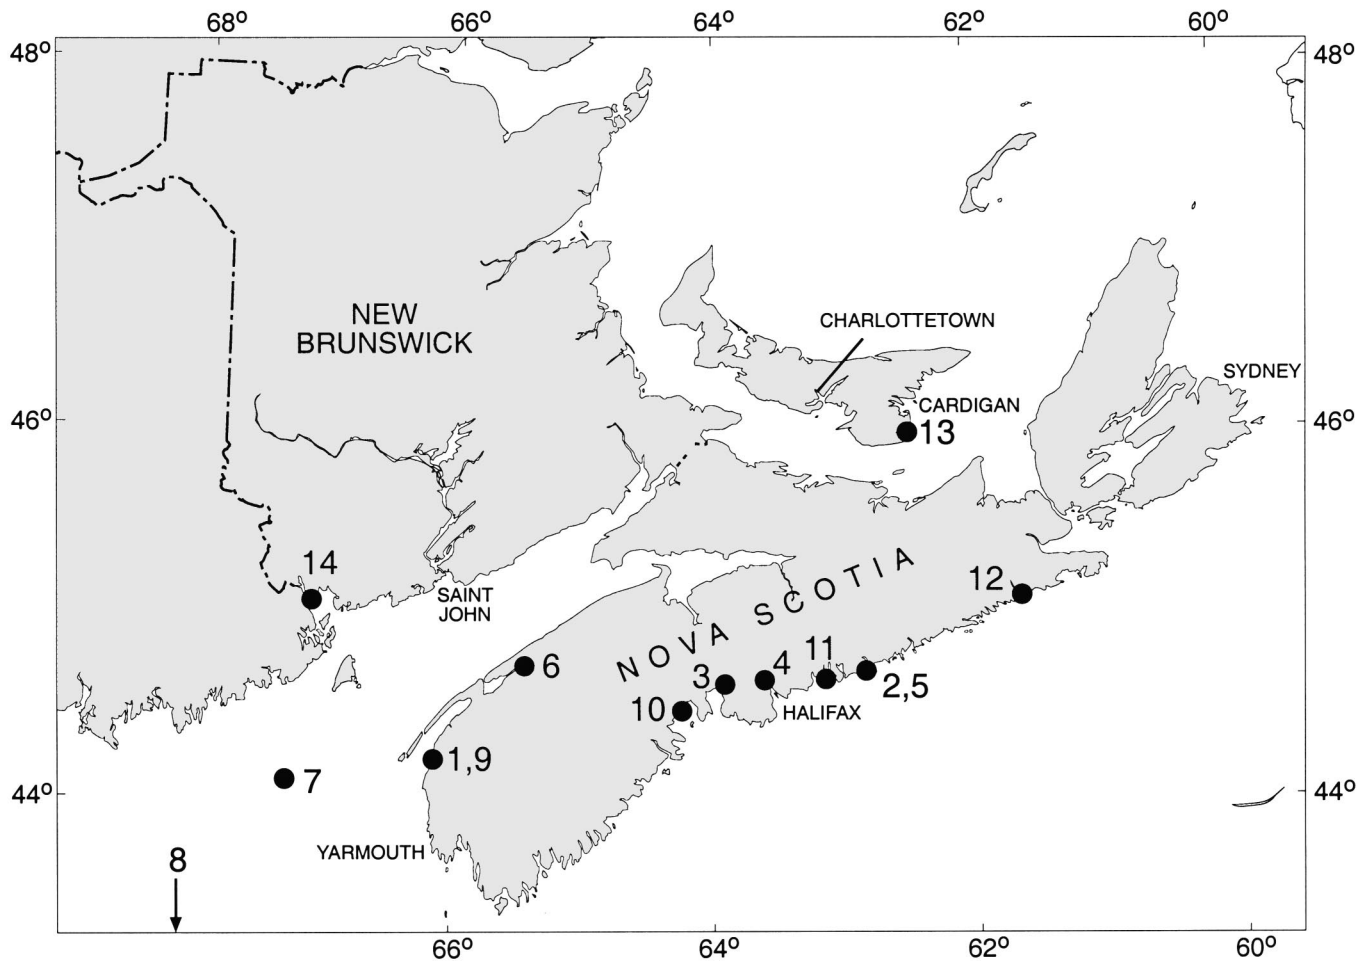 68° 66° 64° 62° 60°
48° 48°
NEW
BRUNSWICK
CHARLOTTETOWN
SYDNEY
CARDIGAN
46° 13 46°
14
SAINT
JOHN
12
NOVA SCOTIA
6
3 4 11
2,5
10
HALIFAX
1,9
7
44° 44°
YARMOUTH
8
66° 64° 62° 60°